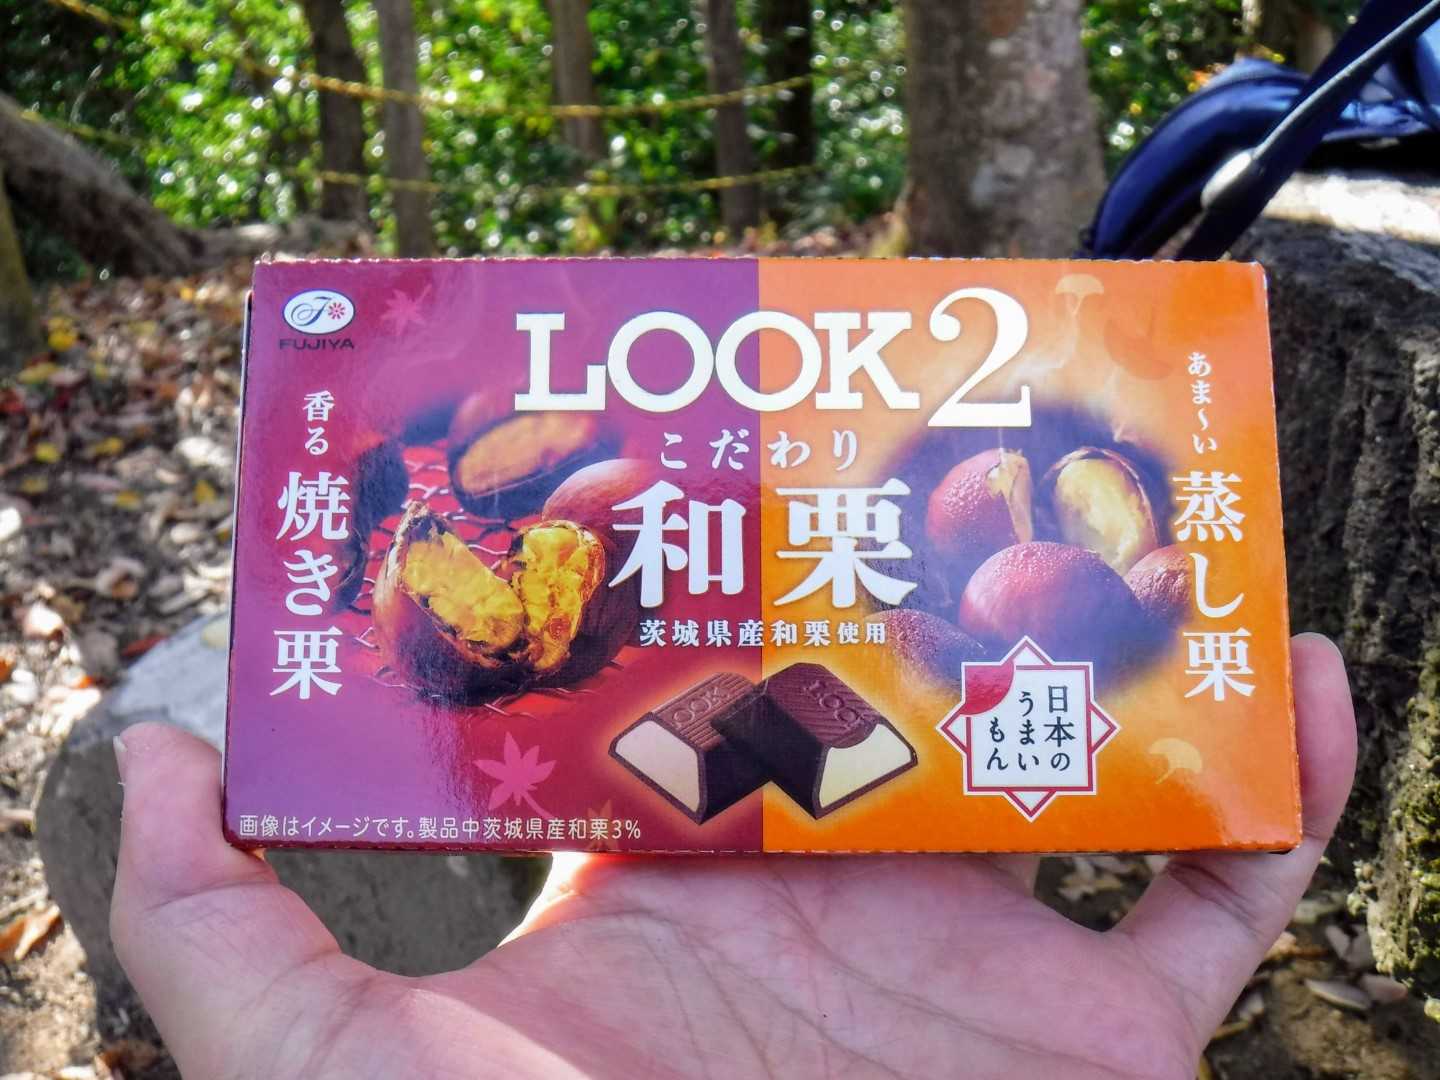 FUJIYA
LOOK2
こだわり
和栗
茨城県産和栗使用
香る
焼き栗
あま〜い
蒸し栗
LOOK
LOOK
日本の
うまい
もん
画像はイメージです。製品中茨城県産和栗3%